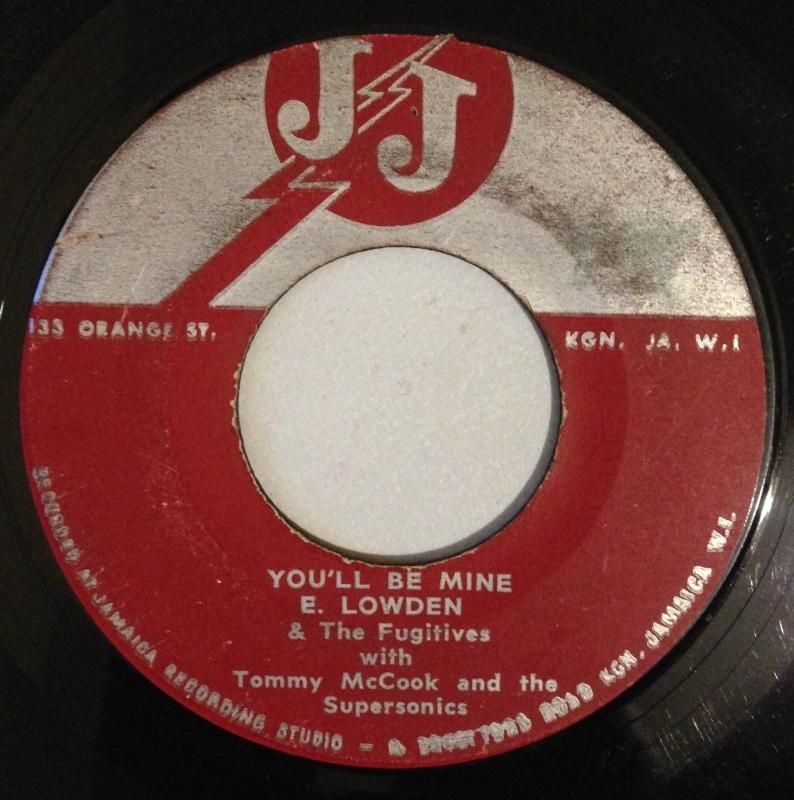 JJ
133 ORANGE ST.
KGN. JA. W.I
YOU'LL BE MINE
E. LOWDEN
& The Fugitives
with
Tommy McCook and the
Supersonics
RECORDED AT JAMAICA RECORDING STUDIO - KGN. JAMAICA W.I.